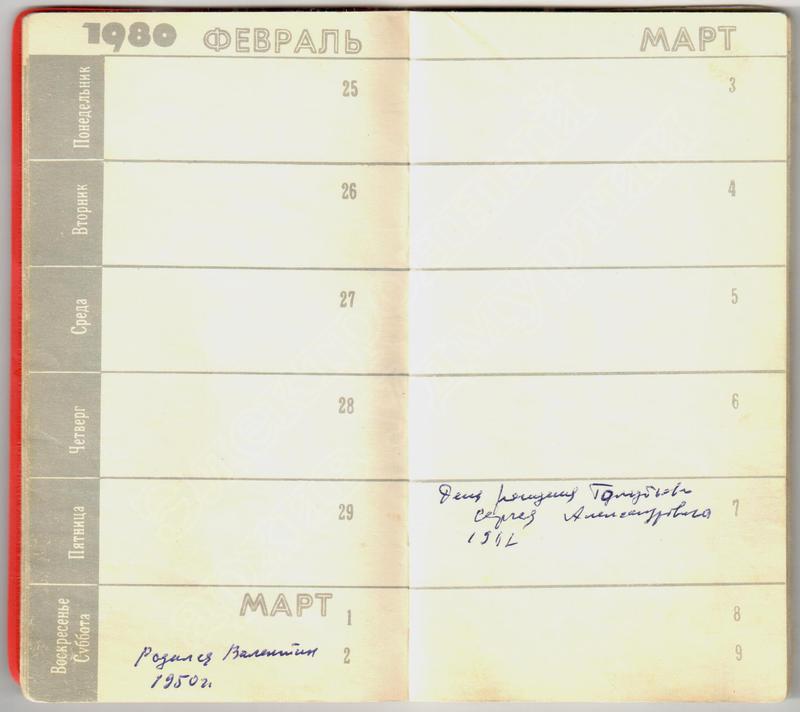 1980 ФЕВРАЛЬ
Понедельник 25
Вторник 26
Среда 27
Четверг 28
Пятница 29
МАРТ
Воскресенье
Суббота
1
Родился Валентин 2
1950 г.
МАРТ
3
4
5
6
День рождения
Сергея Александровича 7
8
9